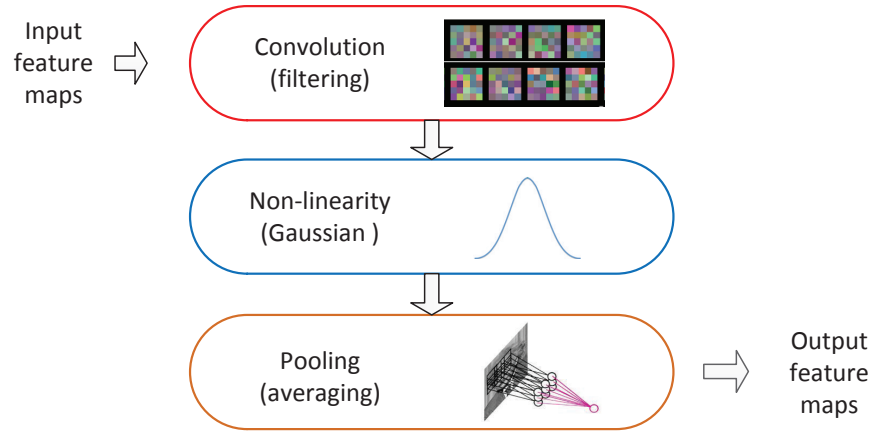 Input
feature
maps
Convolution
(filtering)
Non-linearity
(Gaussian )
Pooling
(averaging)
Output
feature
maps